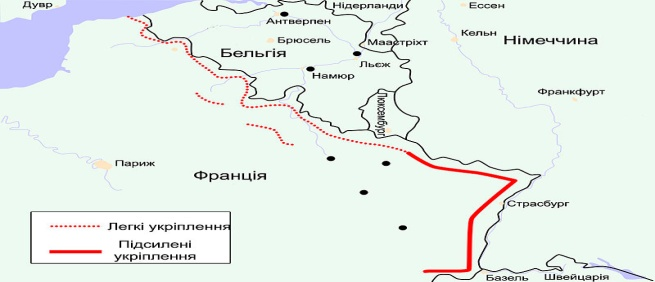 Дувр
Нідерланди
Ессен
Антверпен
Кельн
Брюсель
Маастріхт
Німеччина
Бельгія
Льєж
Намюр
Франкфурт
Люксембург
Париж
Франція
Страсбург
Легкі укріплення
Підсилені
укріплення
Базель
Швейцарія